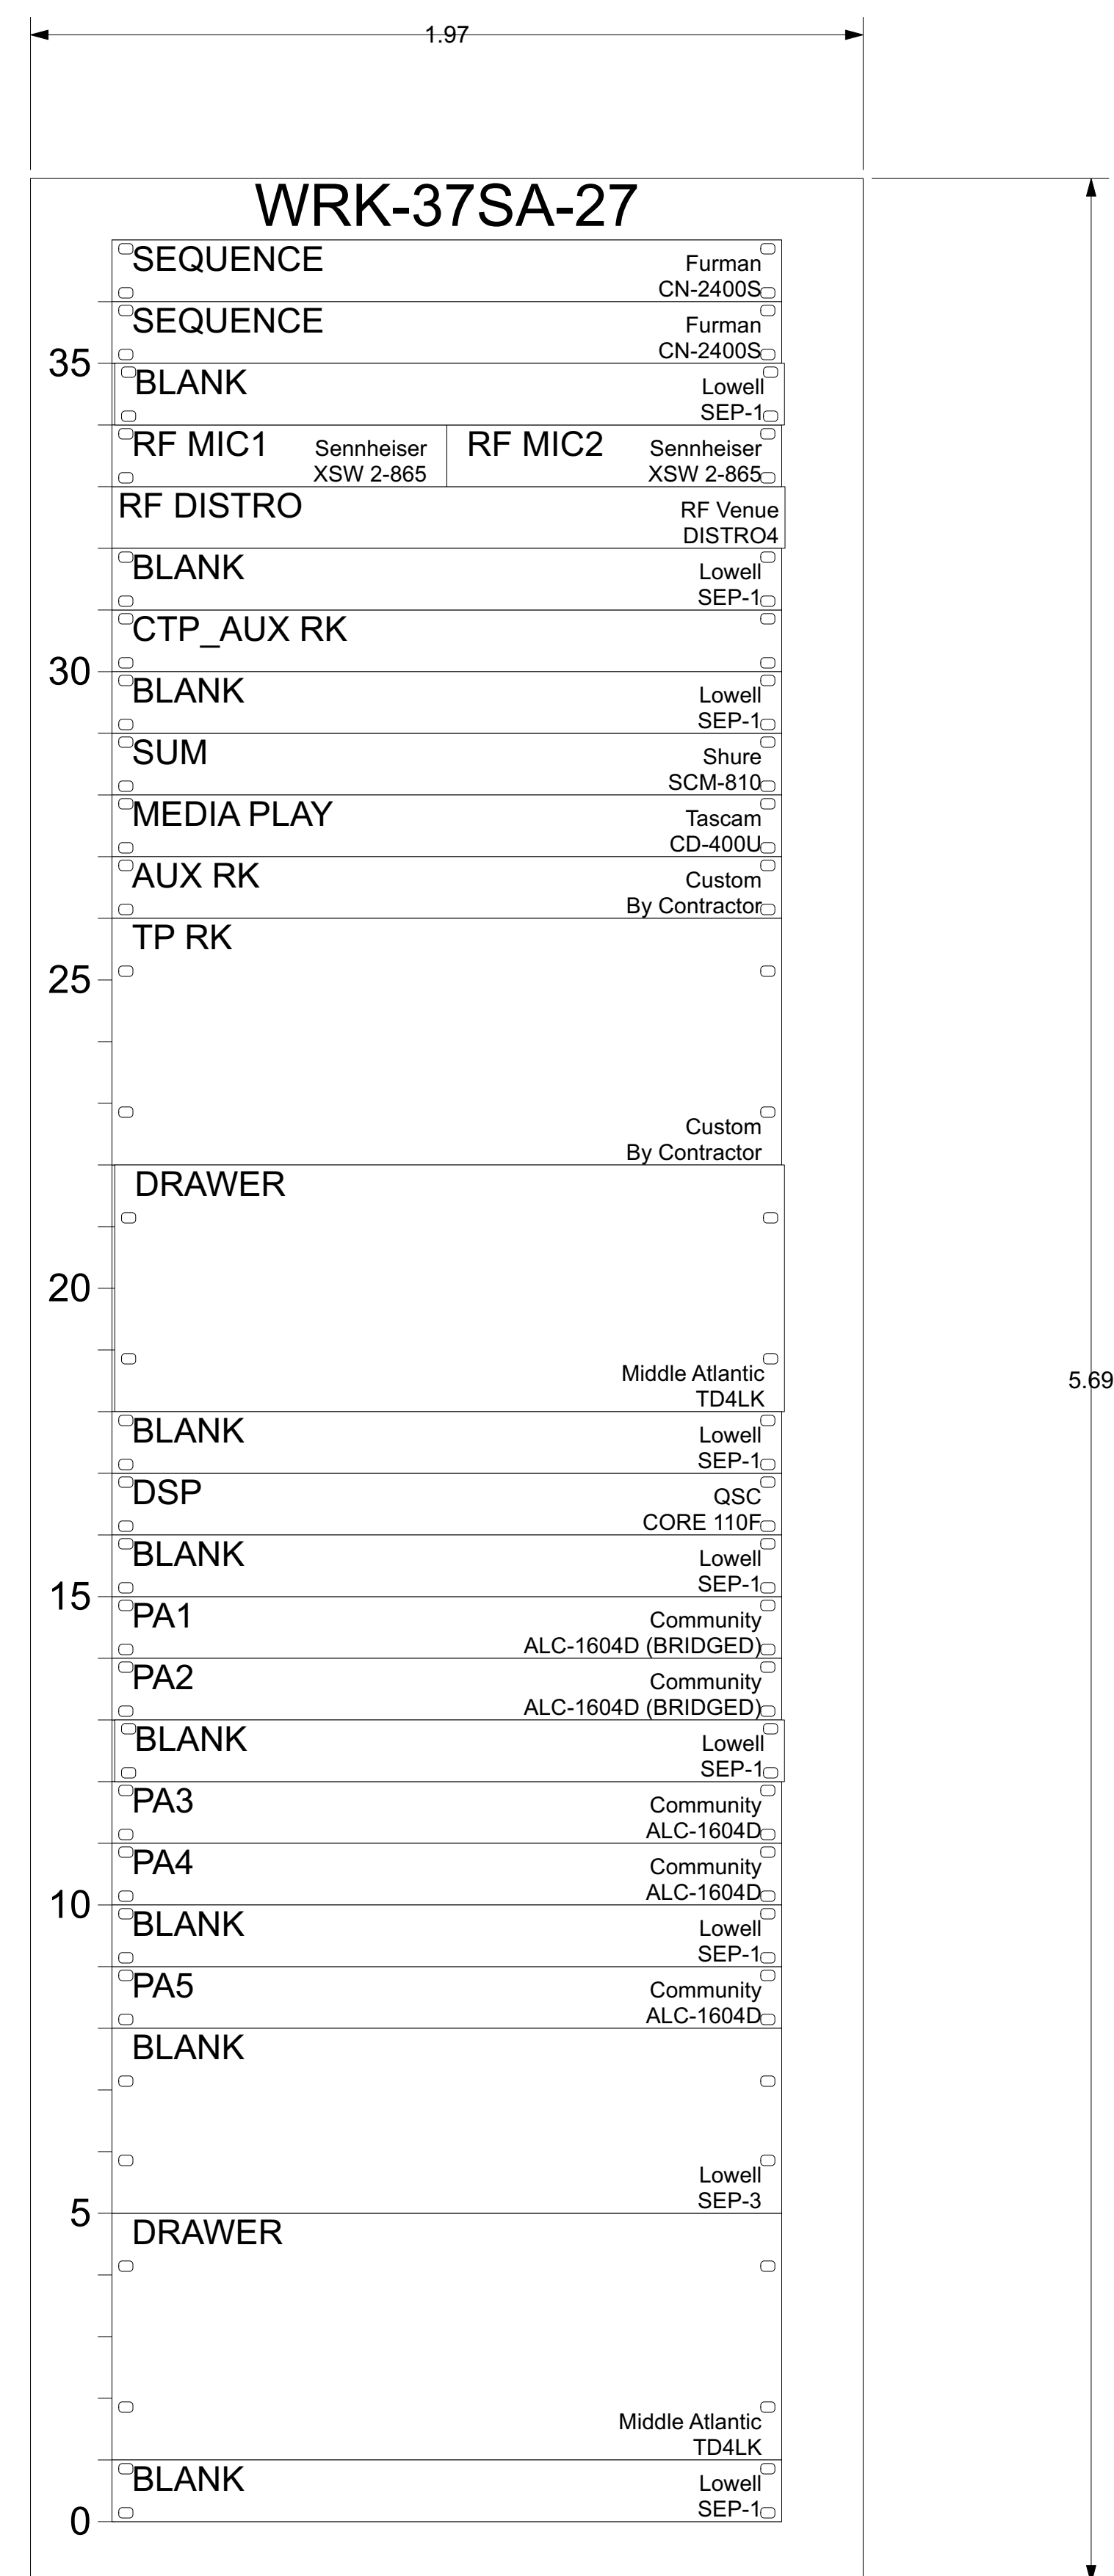 1.97
WRK-37SA-27
SEQUENCE
Furman
CN-2400S
SEQUENCE
Furman
CN-2400S
35
BLANK
Lowell
SEP-1
RF MIC1
Sennheiser
XSW 2-865
RF MIC2
Sennheiser
XSW 2-865
RF DISTRO
RF Venue
DISTRO4
BLANK
Lowell
SEP-1
CTP_AUX RK
30
BLANK
Lowell
SEP-1
SUM
Shure
SCM-810
MEDIA PLAY
Tascam
CD-400U
AUX RK
Custom
By Contractor
TP RK
25
Custom
By Contractor
DRAWER
20
Middle Atlantic
TD4LK
5.69
BLANK
Lowell
SEP-1
DSP
QSC
CORE 110F
BLANK
Lowell
SEP-1
15
PA1
Community
ALC-1604D (BRIDGED)
PA2
Community
ALC-1604D (BRIDGED)
BLANK
Lowell
SEP-1
PA3
Community
ALC-1604D
PA4
Community
ALC-1604D
10
BLANK
Lowell
SEP-1
PA5
Community
ALC-1604D
BLANK
Lowell
SEP-3
5
DRAWER
Middle Atlantic
TD4LK
BLANK
Lowell
SEP-1
0